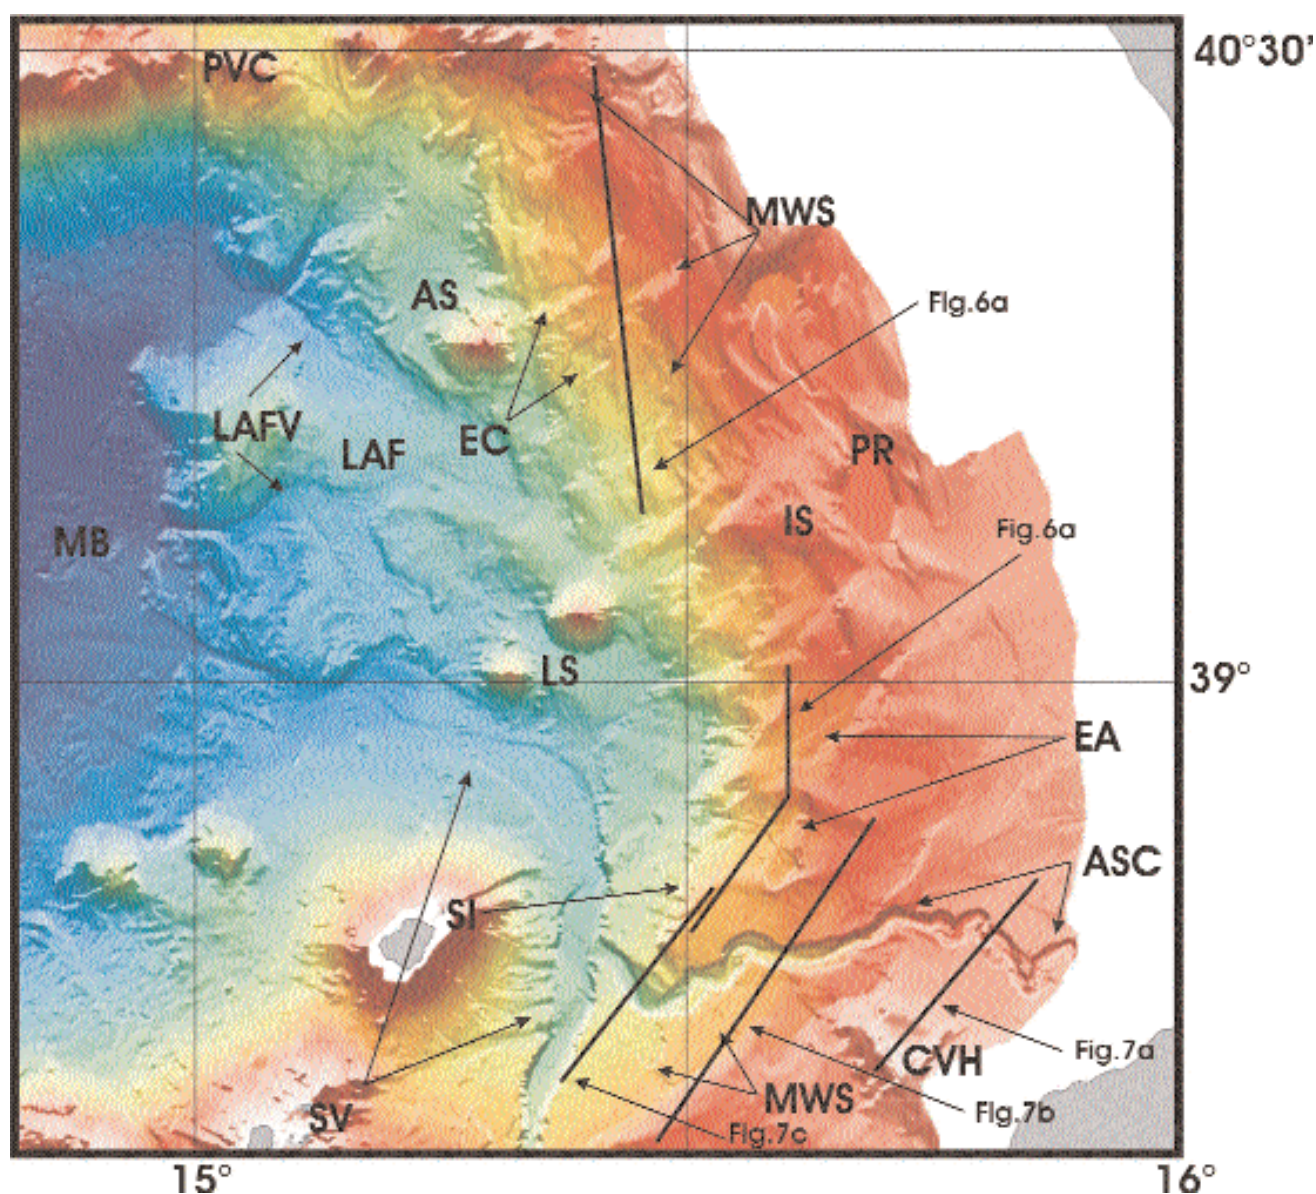 40°30'
PVC
MWS
AS
FIg.6a
LAFV
EC
LAF
PR
IS
MB
Fig.6a
LS
39°
EA
ASC
SI
CVH
Fig.7a
MWS
SV
FIg.7b
FIg.7c
15°
16°